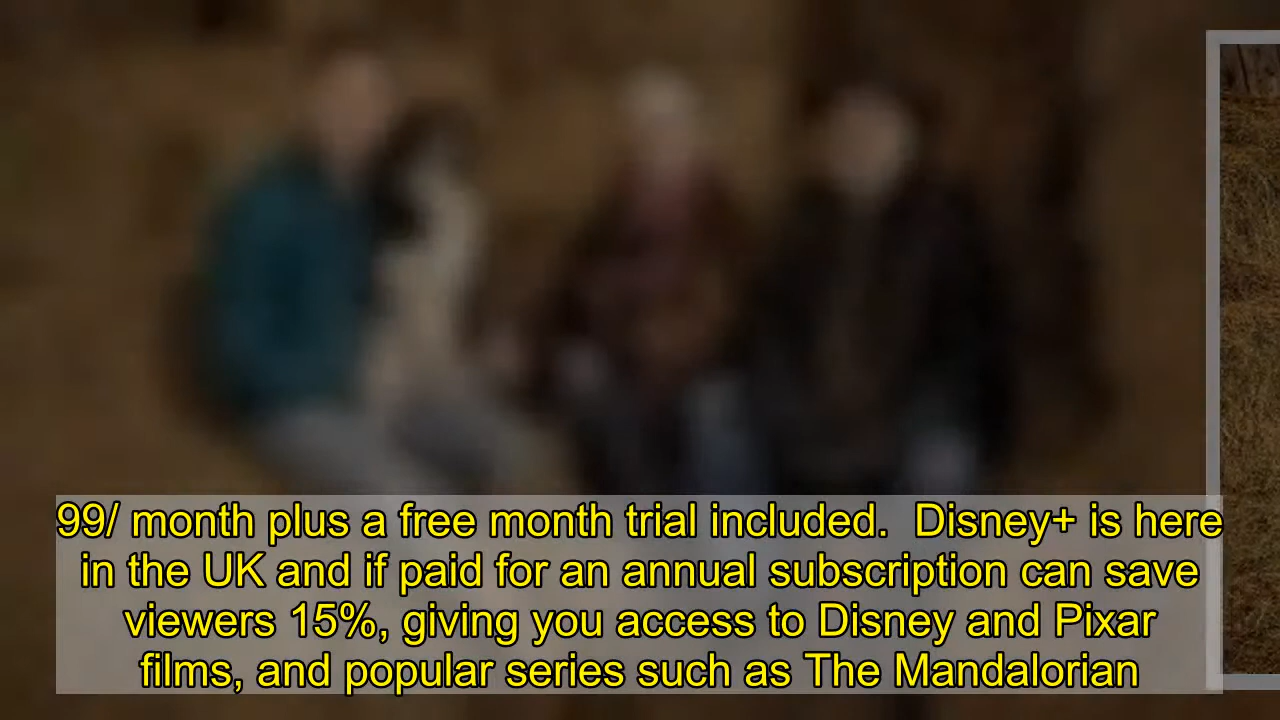 99/ month plus a free month trial included.  Disney+ is here
in the UK and if paid for an annual subscription can save
viewers 15%, giving you access to Disney and Pixar
films, and popular series such as The Mandalorian